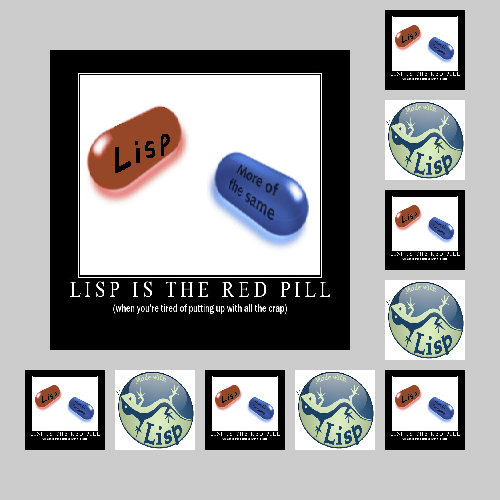 Lisp
More of
the same
LISP IS THE RED PILL
(when you're tired of putting up with all the crap)
Lisp
LISP IS THE RED PILL
Made with
Lisp
Lisp
LISP IS THE RED PILL
Made with
Lisp
Lisp
LISP IS THE RED PILL
Made with
Lisp
Lisp
LISP IS THE RED PILL
Made with
Lisp
Lisp
LISP IS THE RED PILL